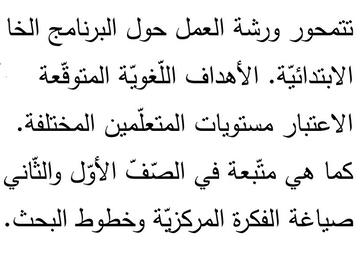 تتمحور ورشة العمل حول البرنامج الخا
الابتدائيّة. الأهداف اللّغويّة المتوقّعة
الاعتبار مستويات المتعلّمين المختلفة.
كما هي متّبعة في الصّفّ الأوّل والثّاني
صياغة الفكرة المركزيّة وخطوط البحث.